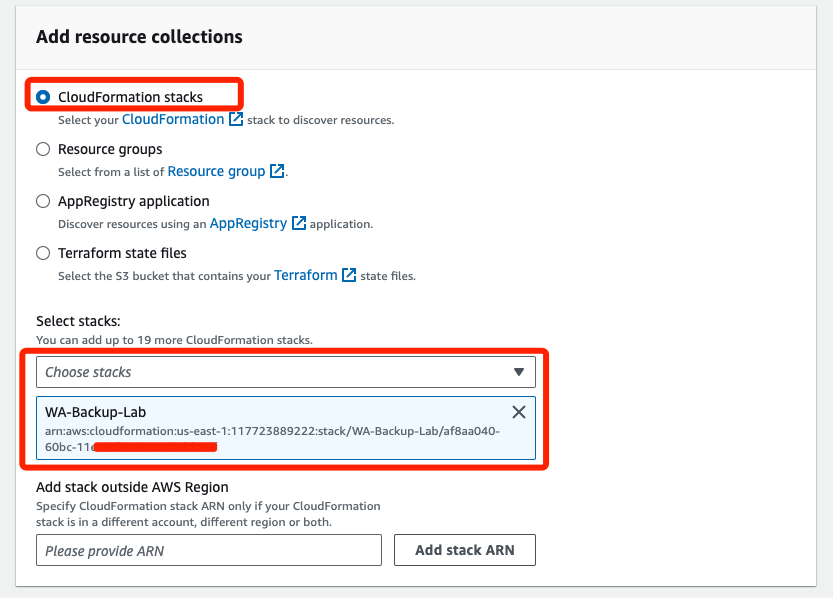 Add resource collections
CloudFormation stacks
Select your CloudFormation stack to discover resources.
Resource groups
Select from a list of Resource group.
AppRegistry application
Discover resources using an AppRegistry application.
Terraform state files
Select the S3 bucket that contains your Terraform state files.
Select stacks:
You can add up to 19 more CloudFormation stacks.
Choose stacks
WA-Backup-Lab
arn:aws:cloudformation:us-east-1:117723889222:stack/WA-Backup-Lab/af8aa040-
60bc-11e
Add stack outside AWS Region
Specify CloudFormation stack ARN only if your CloudFormation
stack is in a different account, different region or both.
Please provide ARN
Add stack ARN